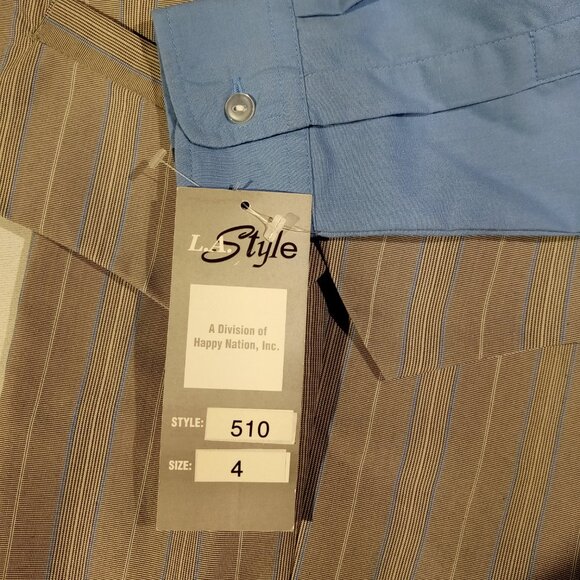 L.A. Style
A Division of
Happy Nation, Inc.
STYLE: 510
SIZE: 4